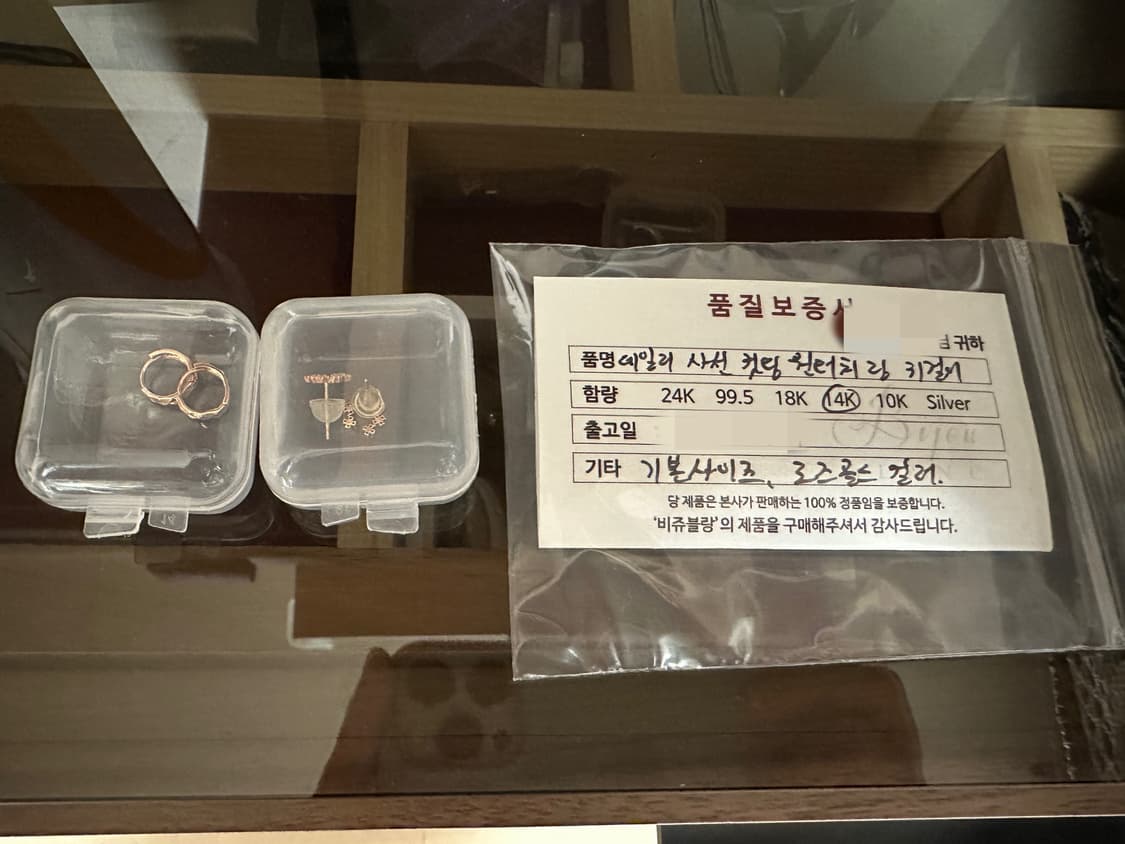 품질보증
귀하
품명 데일리 사선 컷팅 원터치 링 귀걸이
함량 24K 99.5 18K 14K 10K Silver
출고일
기타 기본사이즈, 로즈골드 컬러.
당 제품은 본사가 판매하는 100% 정품임을 보증합니다.
'비쥬블랑'의 제품을 구매해주셔서 감사드립니다.